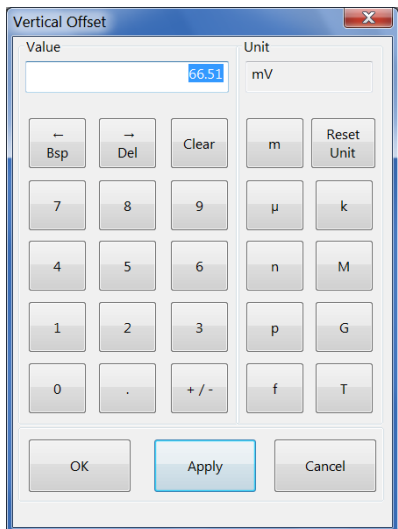 Vertical Offset
Value
Unit
66.51
mV
←
Bsp
→
Del
Clear
m
Reset
Unit
7
8
9
µ
k
4
5
6
n
M
1
2
3
p
G
0
.
+ / -
f
T
OK
Apply
Cancel